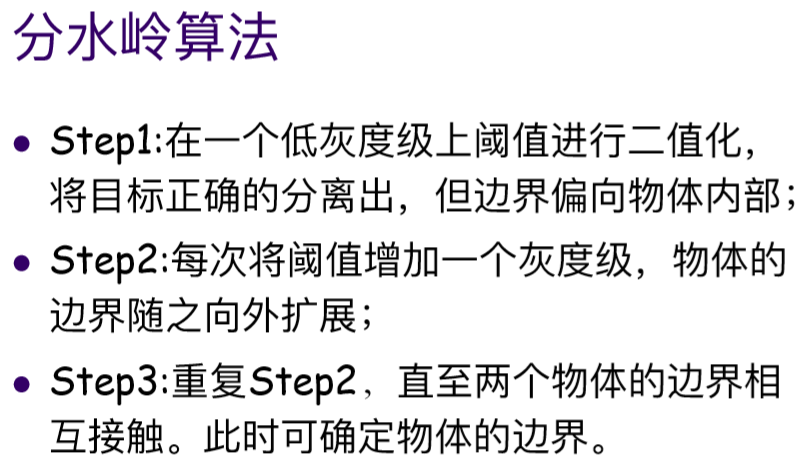 分水岭算法
• Step1:在一个低灰度级上阈值进行二值化，
将目标正确的分离出，但边界偏向物体内部；
• Step2:每次将阈值增加一个灰度级，物体的
边界随之向外扩展；
• Step3:重复Step2，直至两个物体的边界相
互接触。此时可确定物体的边界。